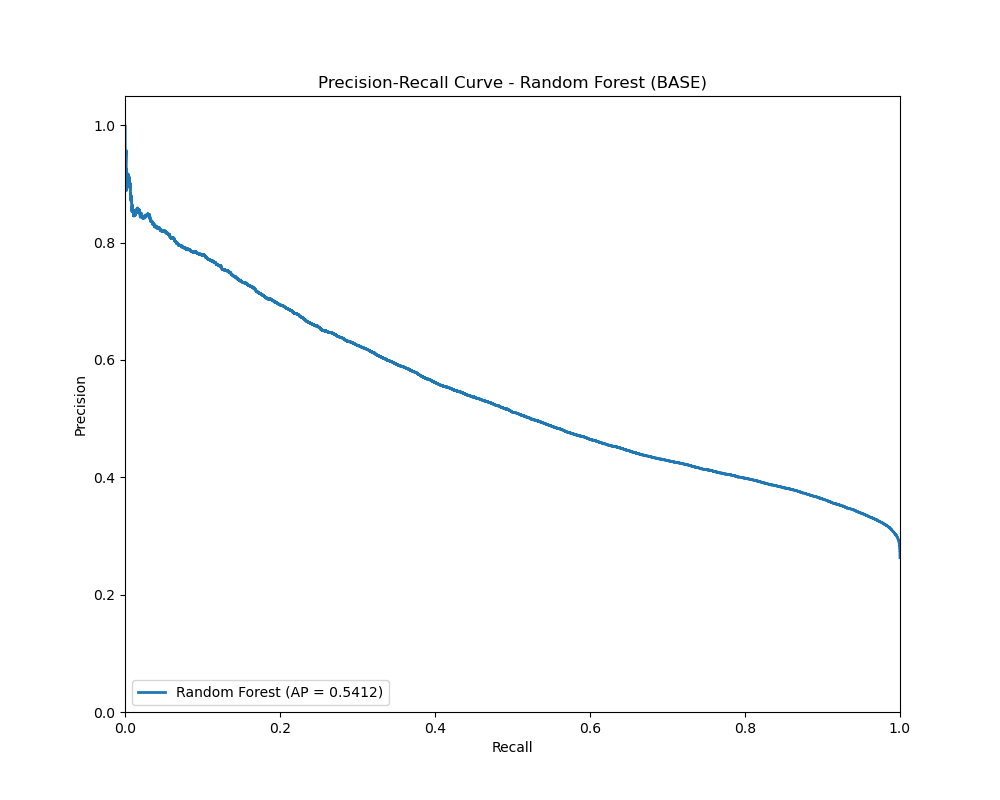 Precision-Recall Curve - Random Forest (BASE)
1.0
0.8
0.6
0.4
0.2
0.0
Precision
Random Forest (AP = 0.5412)
0.0 0.2 0.4 0.6 0.8 1.0
Recall